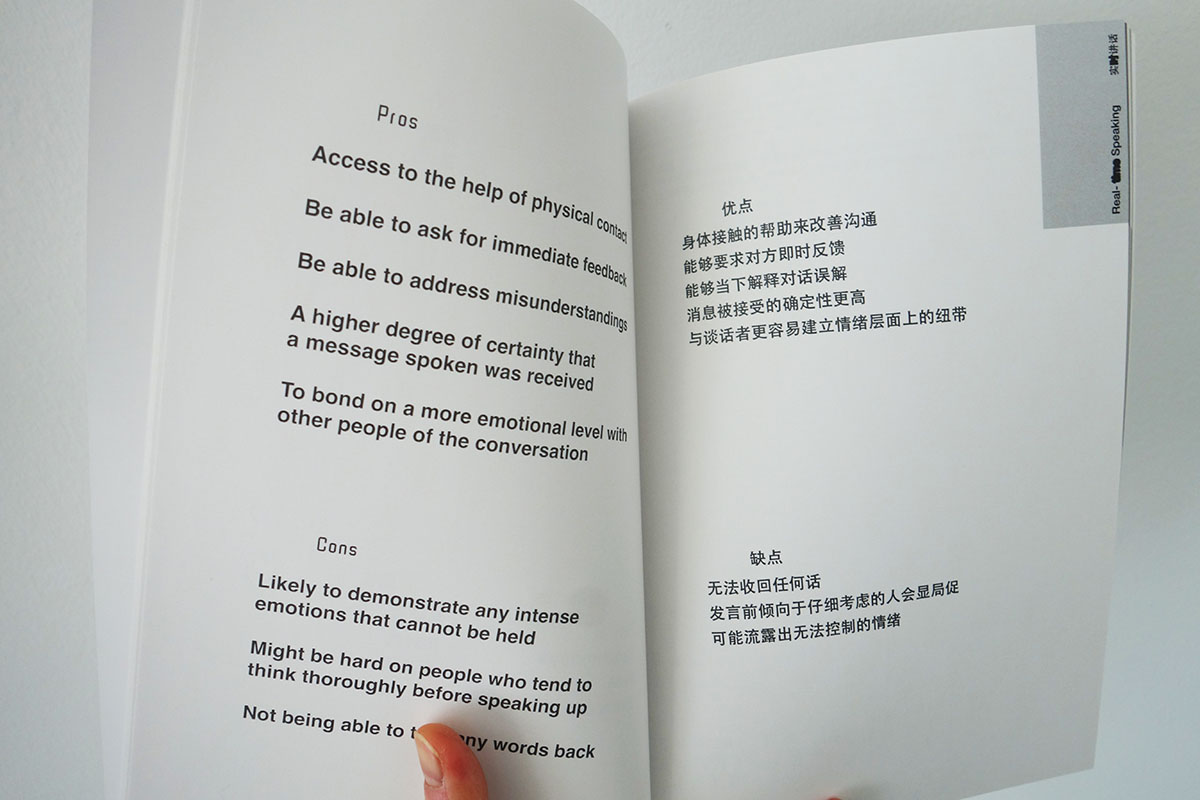 Pros
Access to the help of physical contact
Be able to ask for immediate feedback
Be able to address misunderstandings
A higher degree of certainty that
a message spoken was received
To bond on a more emotional level with
other people of the conversation
Cons
Likely to demonstrate any intense
emotions that cannot be held
Might be hard on people who tend to
think thoroughly before speaking up
Not being able to any words back
优点
身体接触的帮助来改善沟通
能够要求对方即时反馈
能够当下解释对话误解
消息被接受的确定性更高
与谈话者更容易建立情绪层面上的纽带
缺点
无法收回任何话
发言前倾向于仔细考虑的人会显局促
可能流露出无法控制的情绪
Real-time Speaking 实时讲话